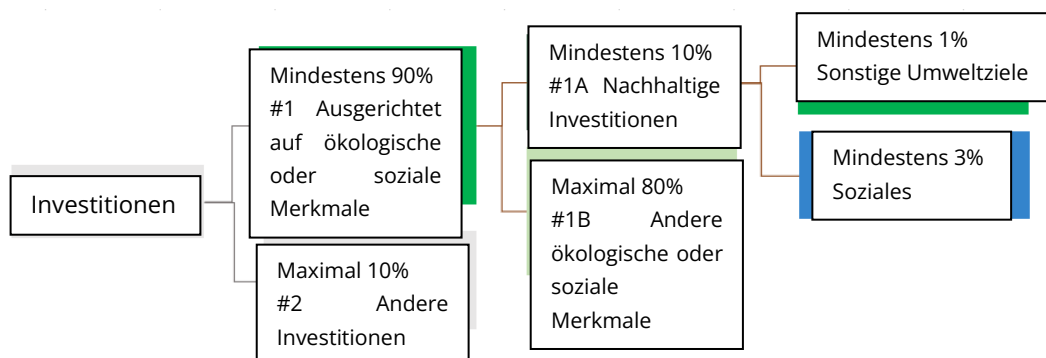 Investitionen
Mindestens 90%
#1 Ausgerichtet
auf ökologische
oder soziale
Merkmale
Maximal 10%
#2 Andere
Investitionen
Mindestens 10%
#1A Nachhaltige
Investitionen
Maximal 80%
#1B Andere
ökologische oder
soziale
Merkmale
Mindestens 1%
Sonstige Umweltziele
Mindestens 3%
Soziales